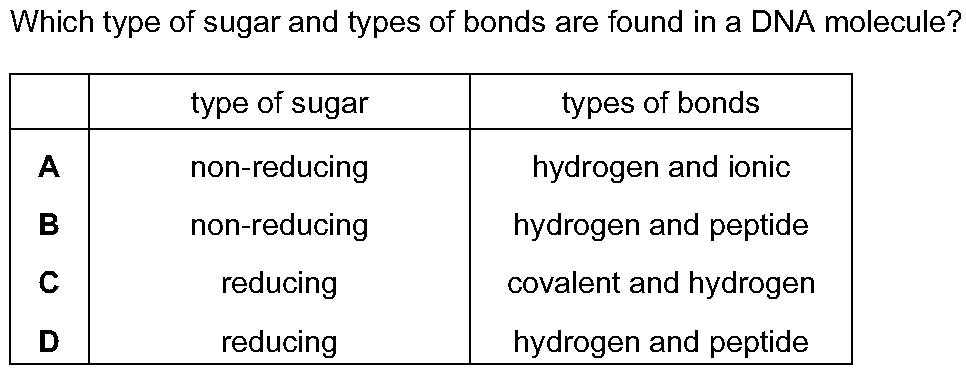 Which type of sugar and types of bonds are found in a DNA molecule?
type of sugar types of bonds
A non-reducing hydrogen and ionic
B non-reducing hydrogen and peptide
C reducing covalent and hydrogen
D reducing hydrogen and peptide